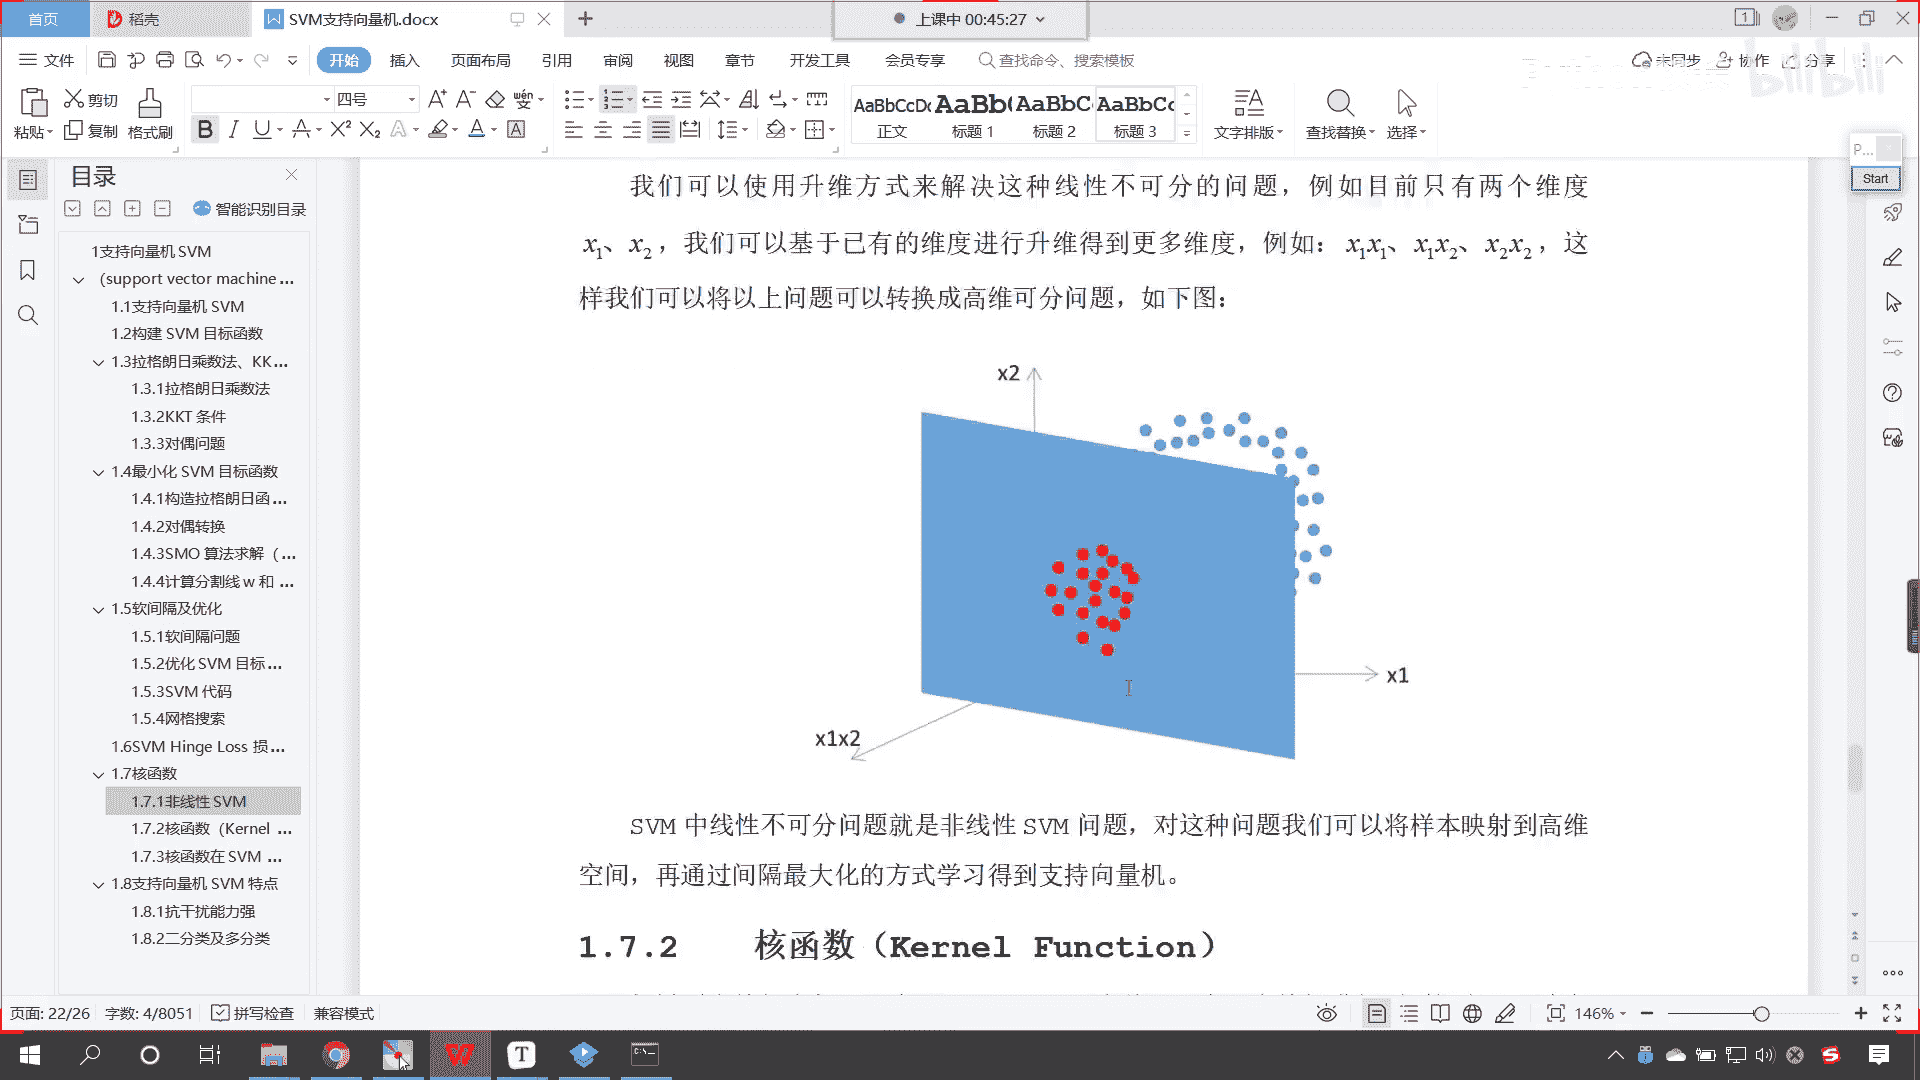 首页
稻壳
SVM支持向量机.docx
上课中 00:45:27
文件
开始
插入
页面布局
引用
审阅
视图
章节
开发工具
会员专享
查找命令、搜索模板
未同步
协作
分享
bilibili
粘贴
剪切
复制
格式刷
四号
AaBbCcDc
正文
AaBb(
标题 1
AaBbC
标题 2
AaBbCc
标题 3
文字排版
查找替换
选择
P...
Start
目录
智能识别目录
1支持向量机 SVM
（support vector machine ...
1.1支持向量机 SVM
1.2构建 SVM 目标函数
1.3拉格朗日乘数法、KK...
1.3.1拉格朗日乘数法
1.3.2KKT 条件
1.3.3对偶问题
1.4最小化 SVM 目标函数
1.4.1构造拉格朗日函 ...
1.4.2对偶转换
1.4.3SMO 算法求解（ ...
1.4.4计算分割线 w 和 ...
1.5软间隔及优化
1.5.1软间隔问题
1.5.2优化 SVM 目标 ...
1.5.3SVM 代码
1.5.4网格搜索
1.6SVM Hinge Loss 损...
1.7核函数
1.7.1非线性 SVM
1.7.2核函数（Kernel ...
1.7.3核函数在 SVM ...
1.8支持向量机 SVM 特点
1.8.1抗干扰能力强
1.8.2二分类及多分类
我们可以使用升维方式来解决这种线性不可分的问题，例如目前只有两个维度
x₁、x₂，我们可以基于已有的维度进行升维得到更多维度，例如：x₁x₁、x₁x₂、x₂x₂，这
样我们可以将以上问题可以转换成高维可分问题，如下图：
x2
x1
x1x2
SVM 中线性不可分问题就是非线性 SVM 问题，对这种问题我们可以将样本映射到高维
空间，再通过间隔最大化的方式学习得到支持向量机。
1.7.2 核函数（Kernel Function）
页面: 22/26
字数: 4/8051
拼写检查
兼容模式
146%